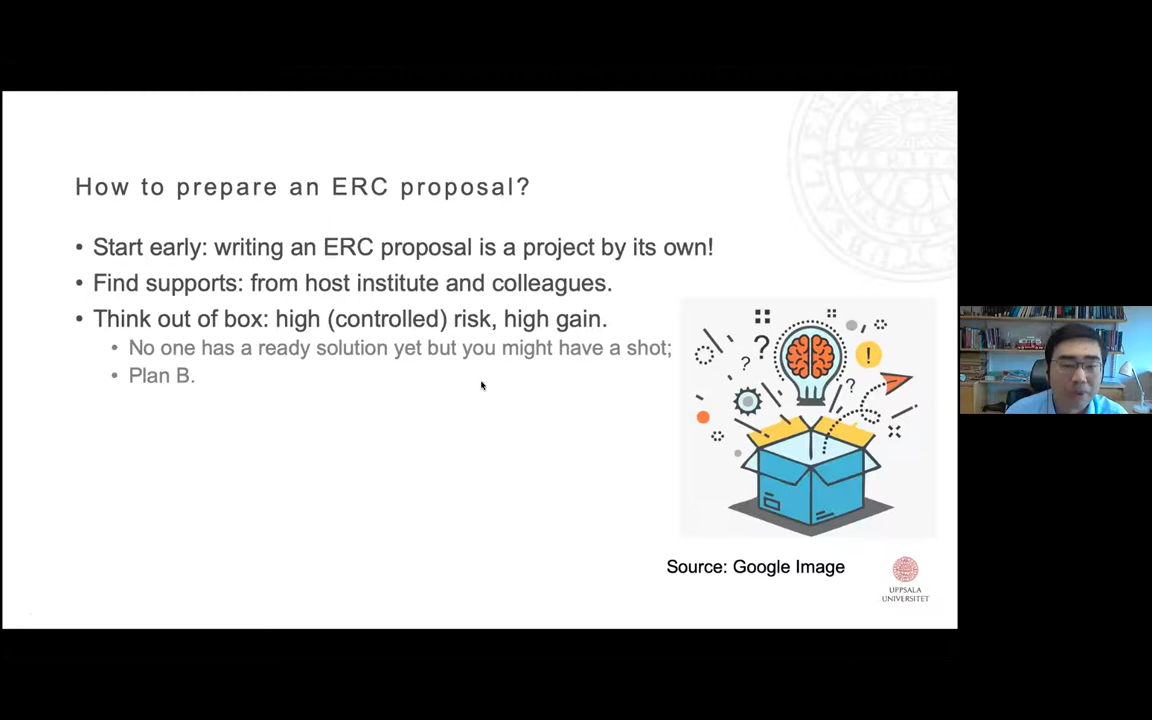 How to prepare an ERC proposal?
• Start early: writing an ERC proposal is a project by its own!
• Find supports: from host institute and colleagues.
• Think out of box: high (controlled) risk, high gain.
• No one has a ready solution yet but you might have a shot;
• Plan B.
Source: Google Image
UPPSALA
UNIVERSITET